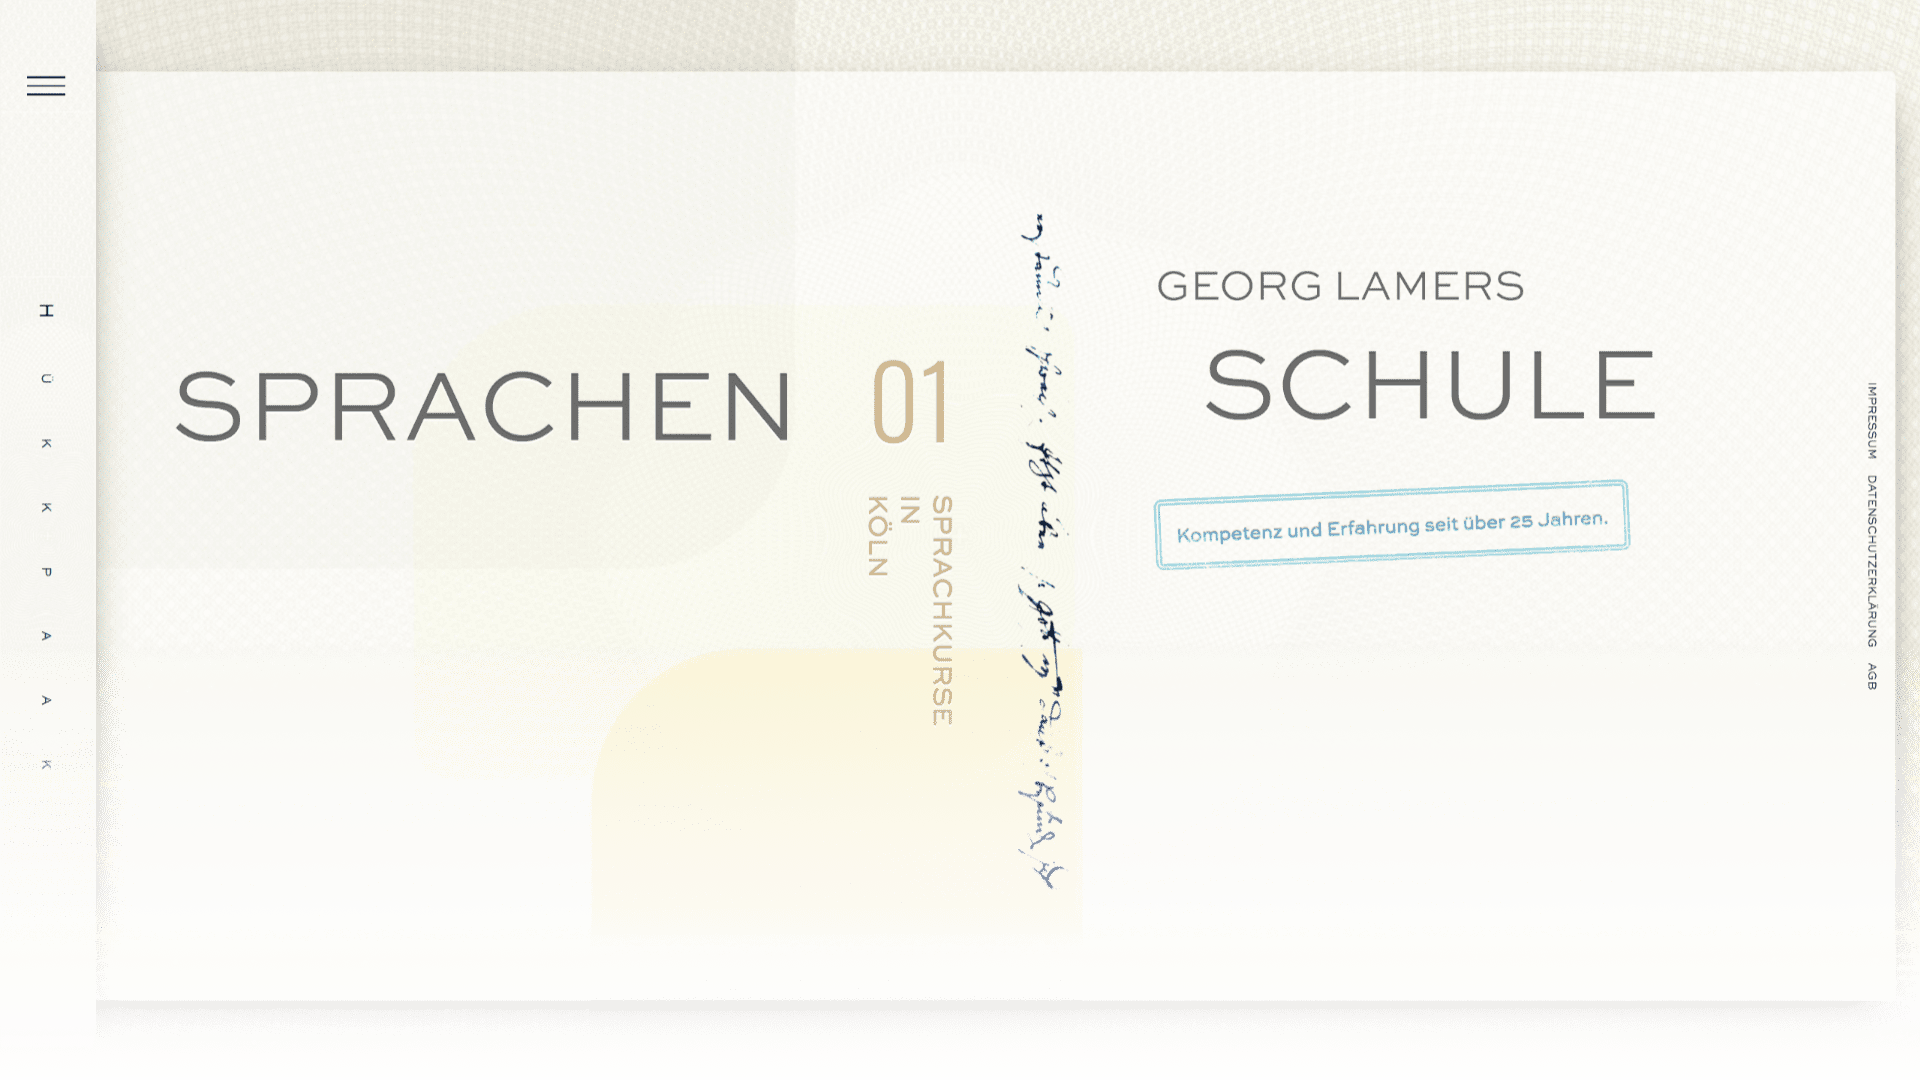 H Ü K K P A A K
SPRACHEN
01
SPRACHKURSE
IN
KÖLN
GEORG LAMERS
SCHULE
Kompetenz und Erfahrung seit über 25 Jahren.
IMPRESSUM DATENSCHUTZERKLÄRUNG AGB